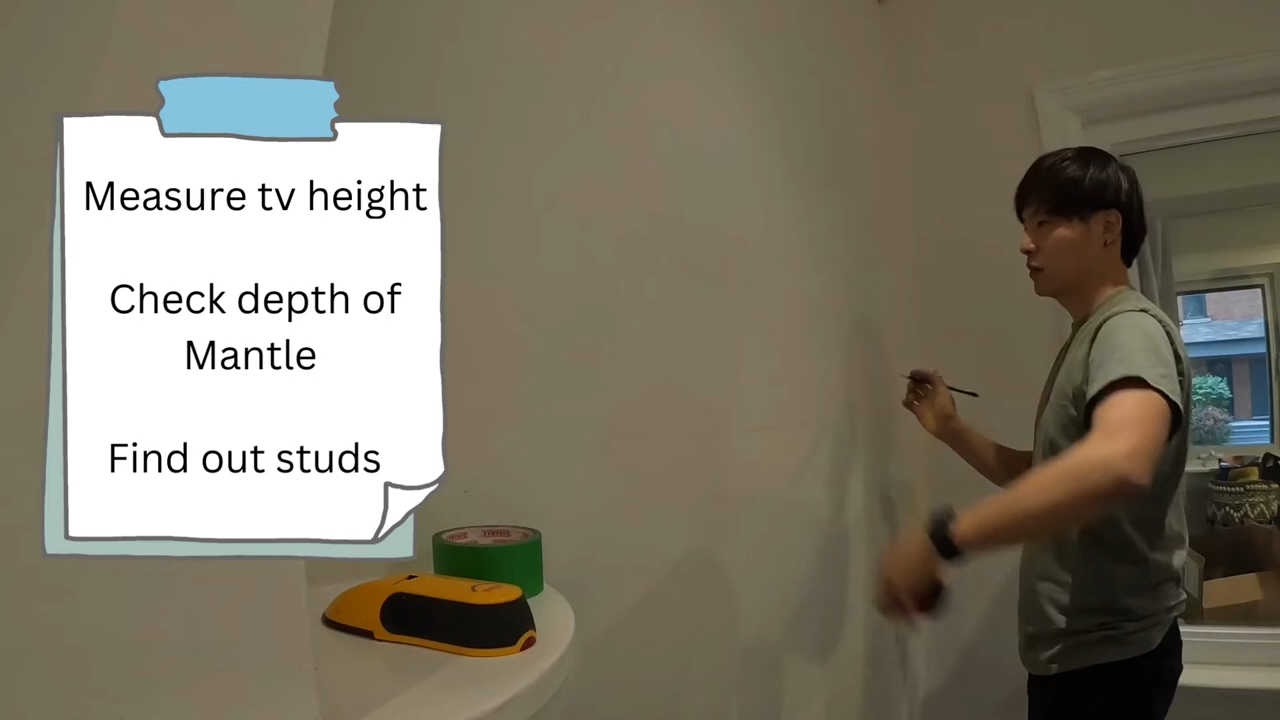 Measure tv height
Check depth of
Mantle
Find out studs